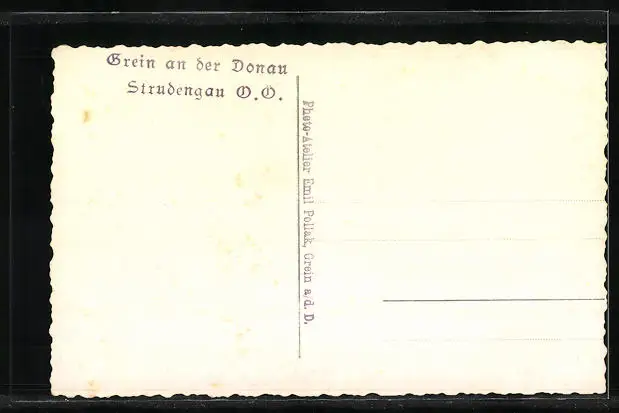 Grein an der Donau
Strudengau O.Ö.
Photo-Atelier Emil Pollak, Grein a/d. D.